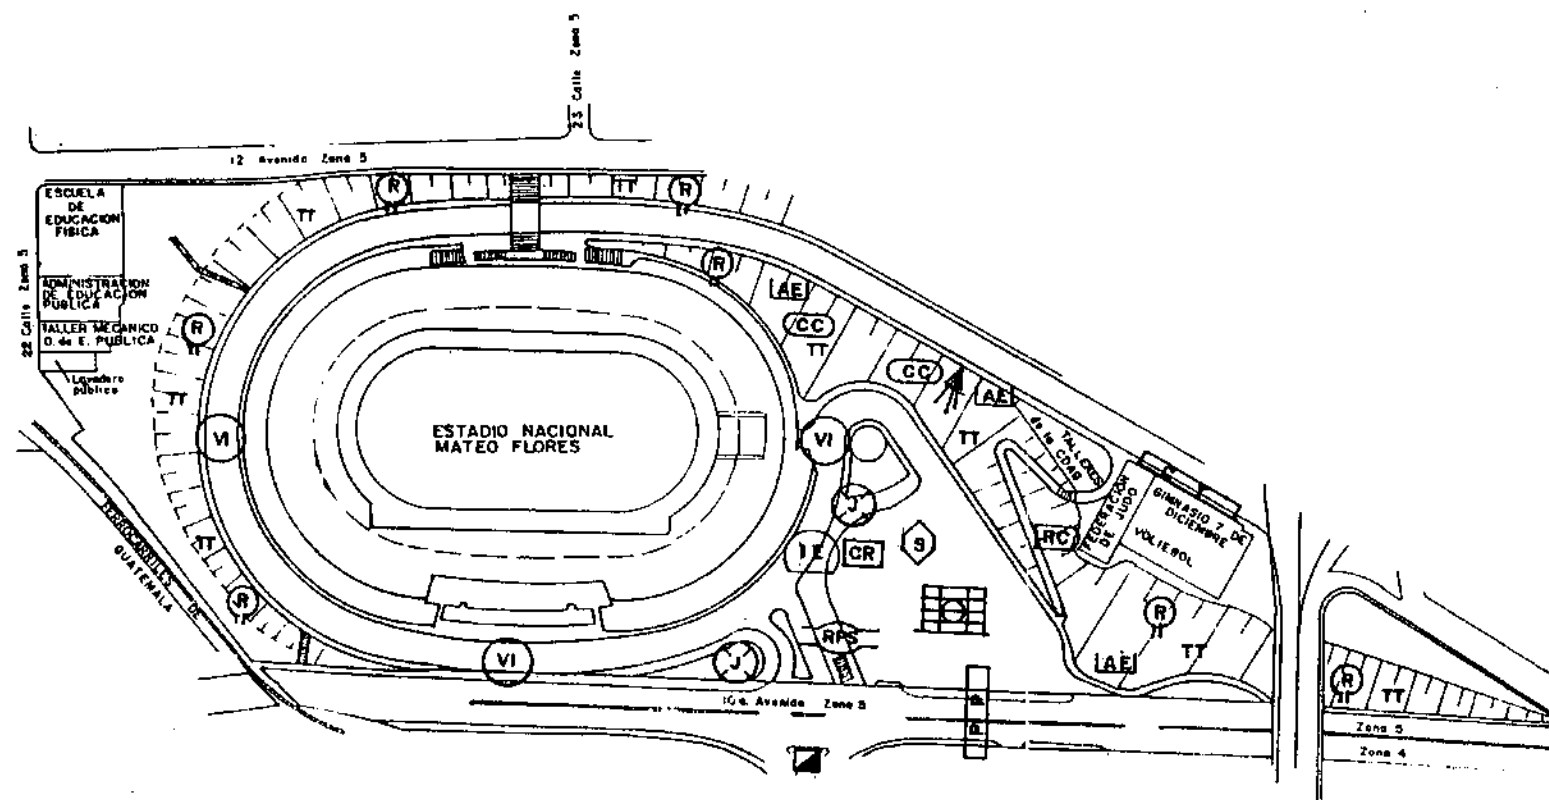 23 Calle Zona 5
12 Avenida Zona 5
ESCUELA
DE
EDUCACION
FISICA
22 Calle Zona 5
ADMINISTRACION
DE EDUCACION
PUBLICA
TALLER MECANICO
D. de E. PUBLICA
Lavadero
público
FERROCARRILES DE
GUATEMALA
R
TT
R
TT
R
TT
R
TT
R
TT
VI
ESTADIO NACIONAL
MATEO FLORES
VI
VI
R
AE
CC
TT
CC
AE
TT
TALLERES
de la CDAG
FEDERACION
DE JUDO
GIMNASIO 7 DE
DICIEMBRE
VOLIEBOL
RC
J
IE
CR
S
RPS
J
R
AE
TT
R
TT
10a. Avenida Zona 5
Zona 5
Zona 4